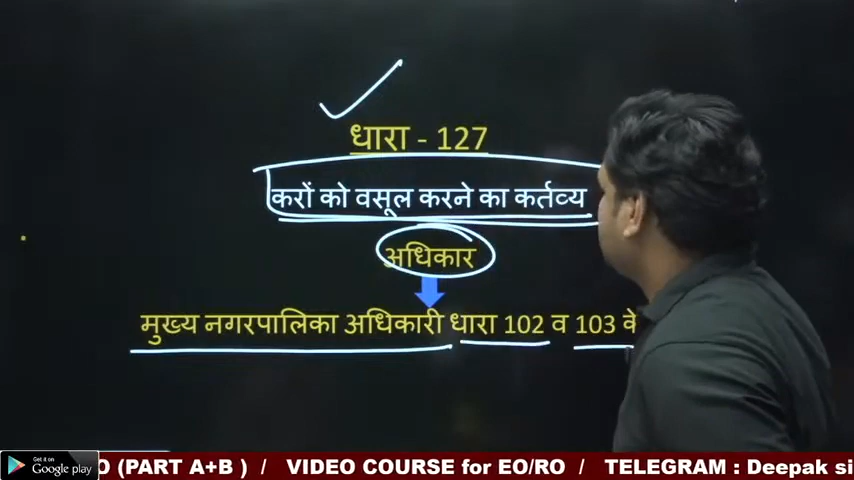 धारा - 127
करों को वसूल करने का कर्तव्य
अधिकार
मुख्य नगरपालिका अधिकारी धारा 102 व 103 के
Get it on
Google play
O (PART A+B ) / VIDEO COURSE for EO/RO / TELEGRAM : Deepak si